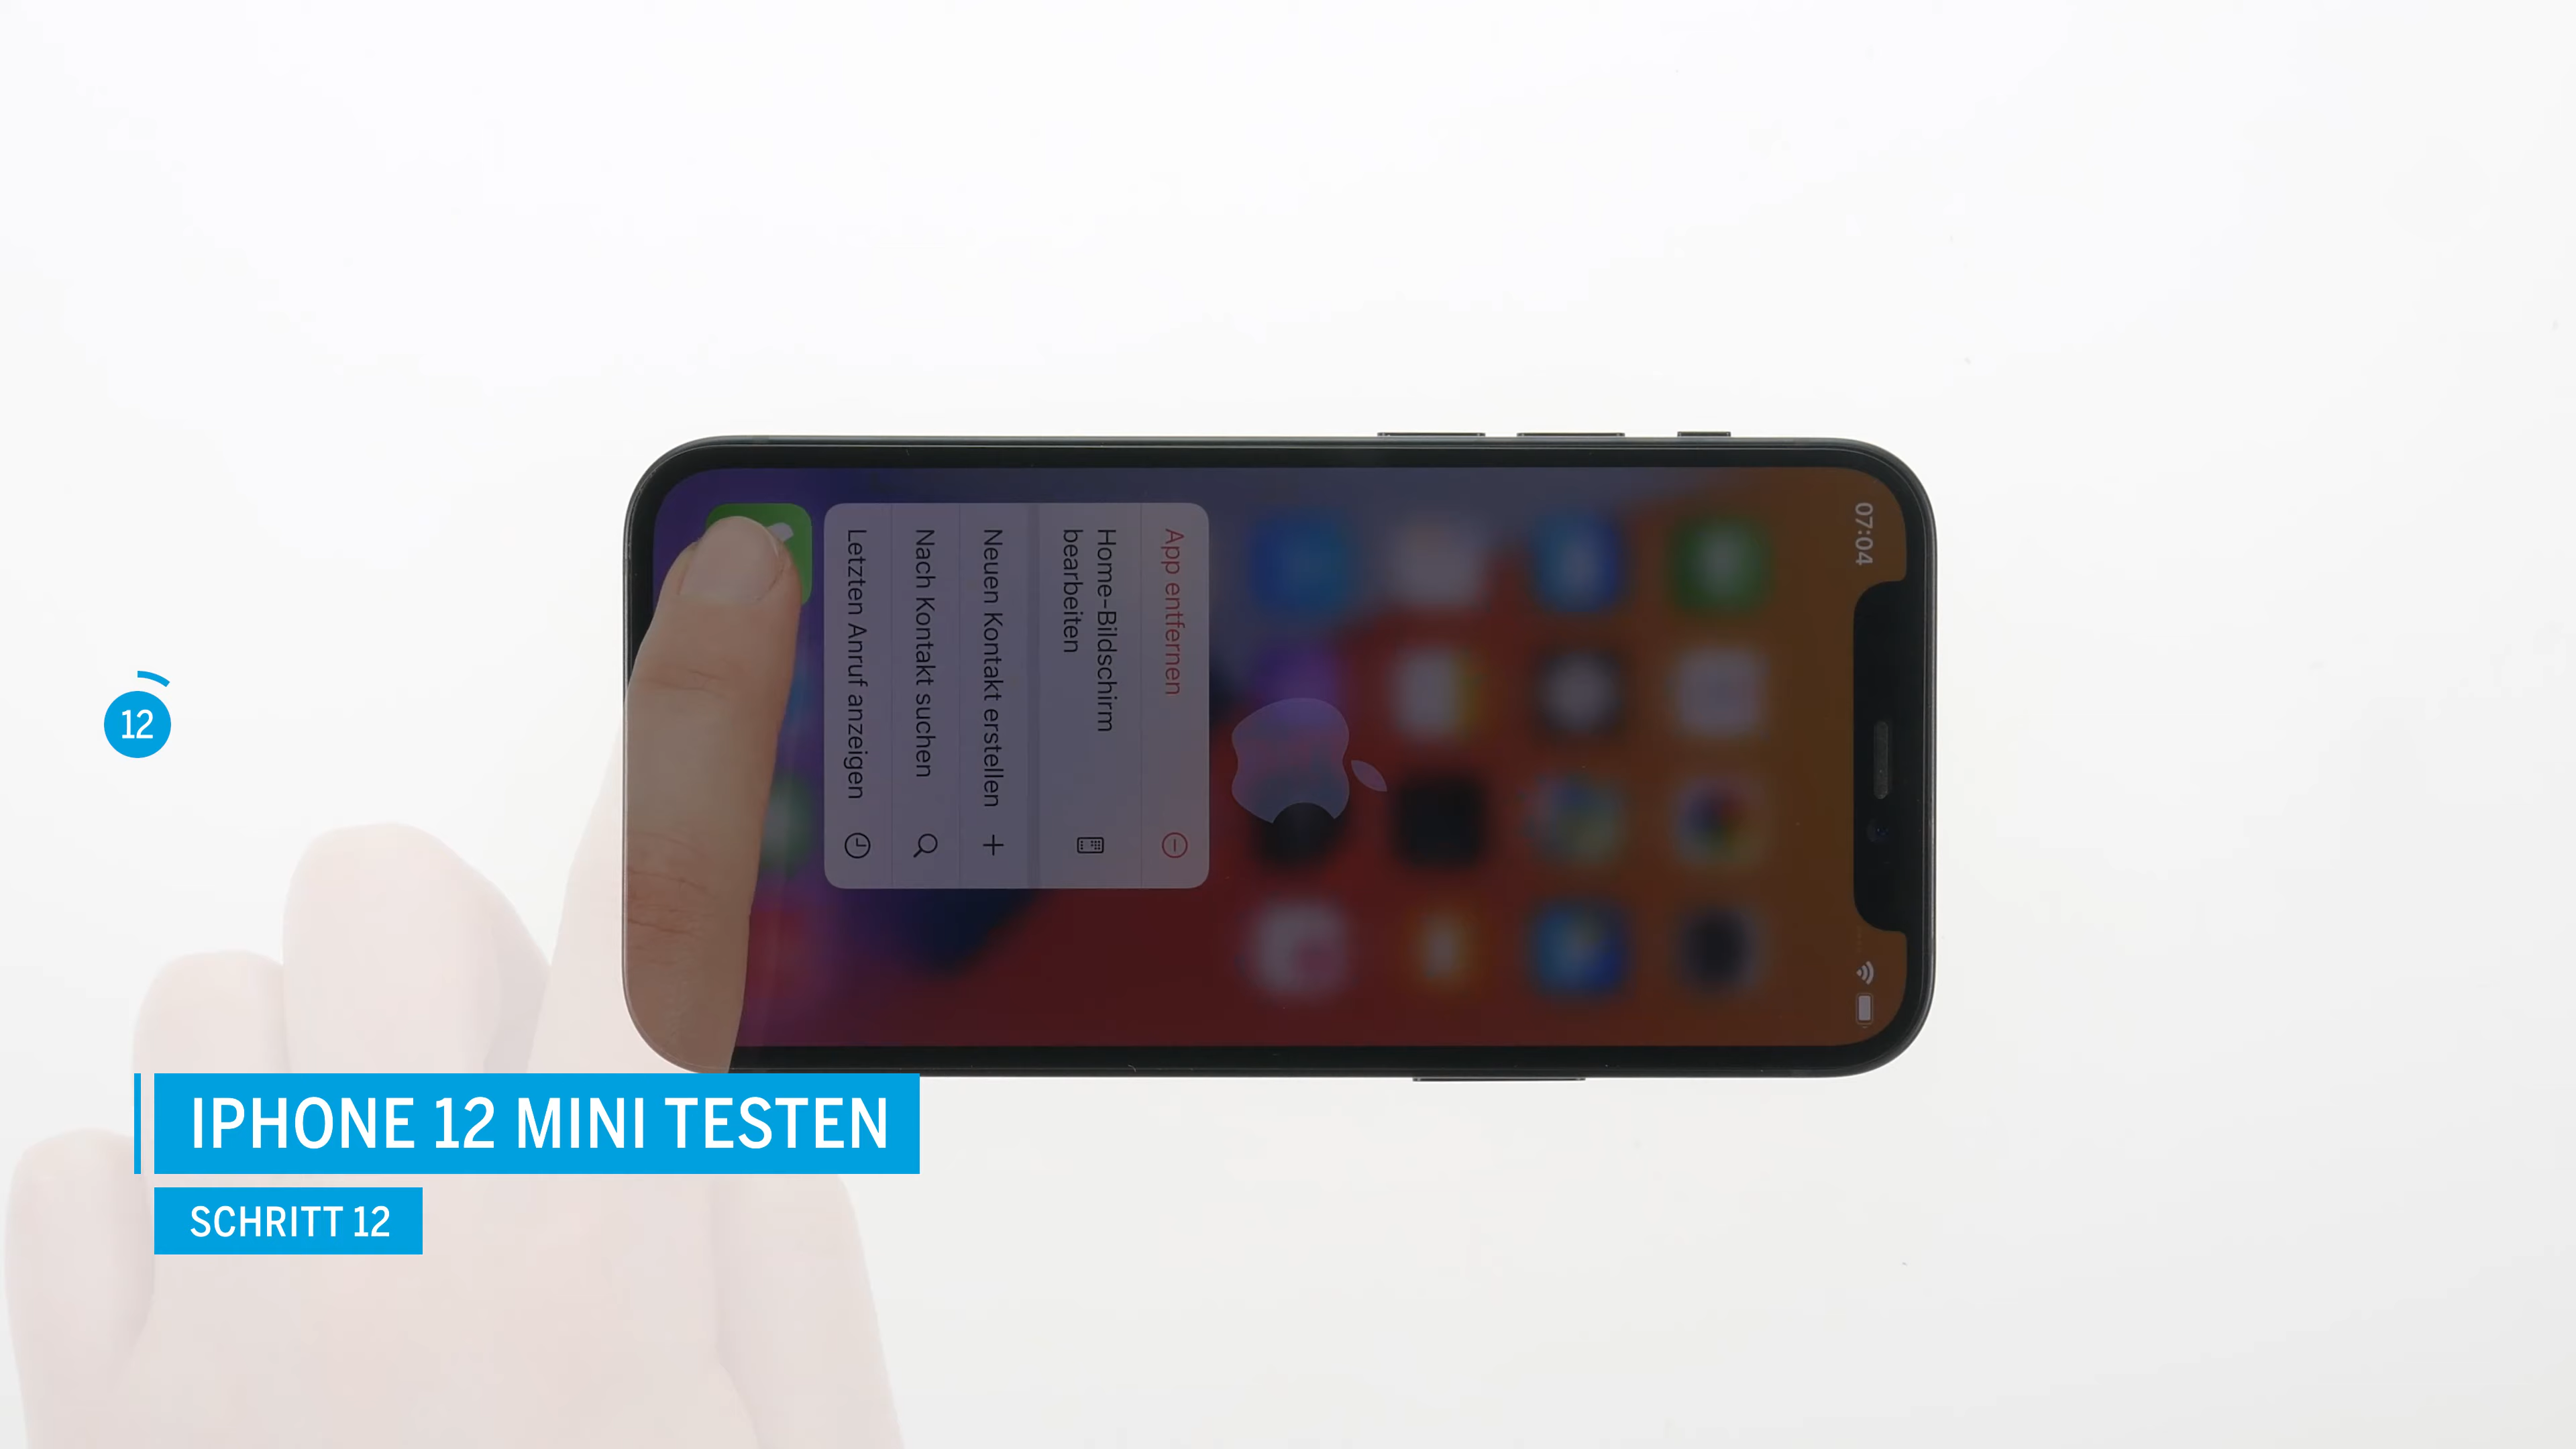 07:04
App entfernen
Home-Bildschirm
bearbeiten
Neuen Kontakt erstellen
Nach Kontakt suchen
Letzten Anruf anzeigen
12
IPHONE 12 MINI TESTEN
SCHRITT 12